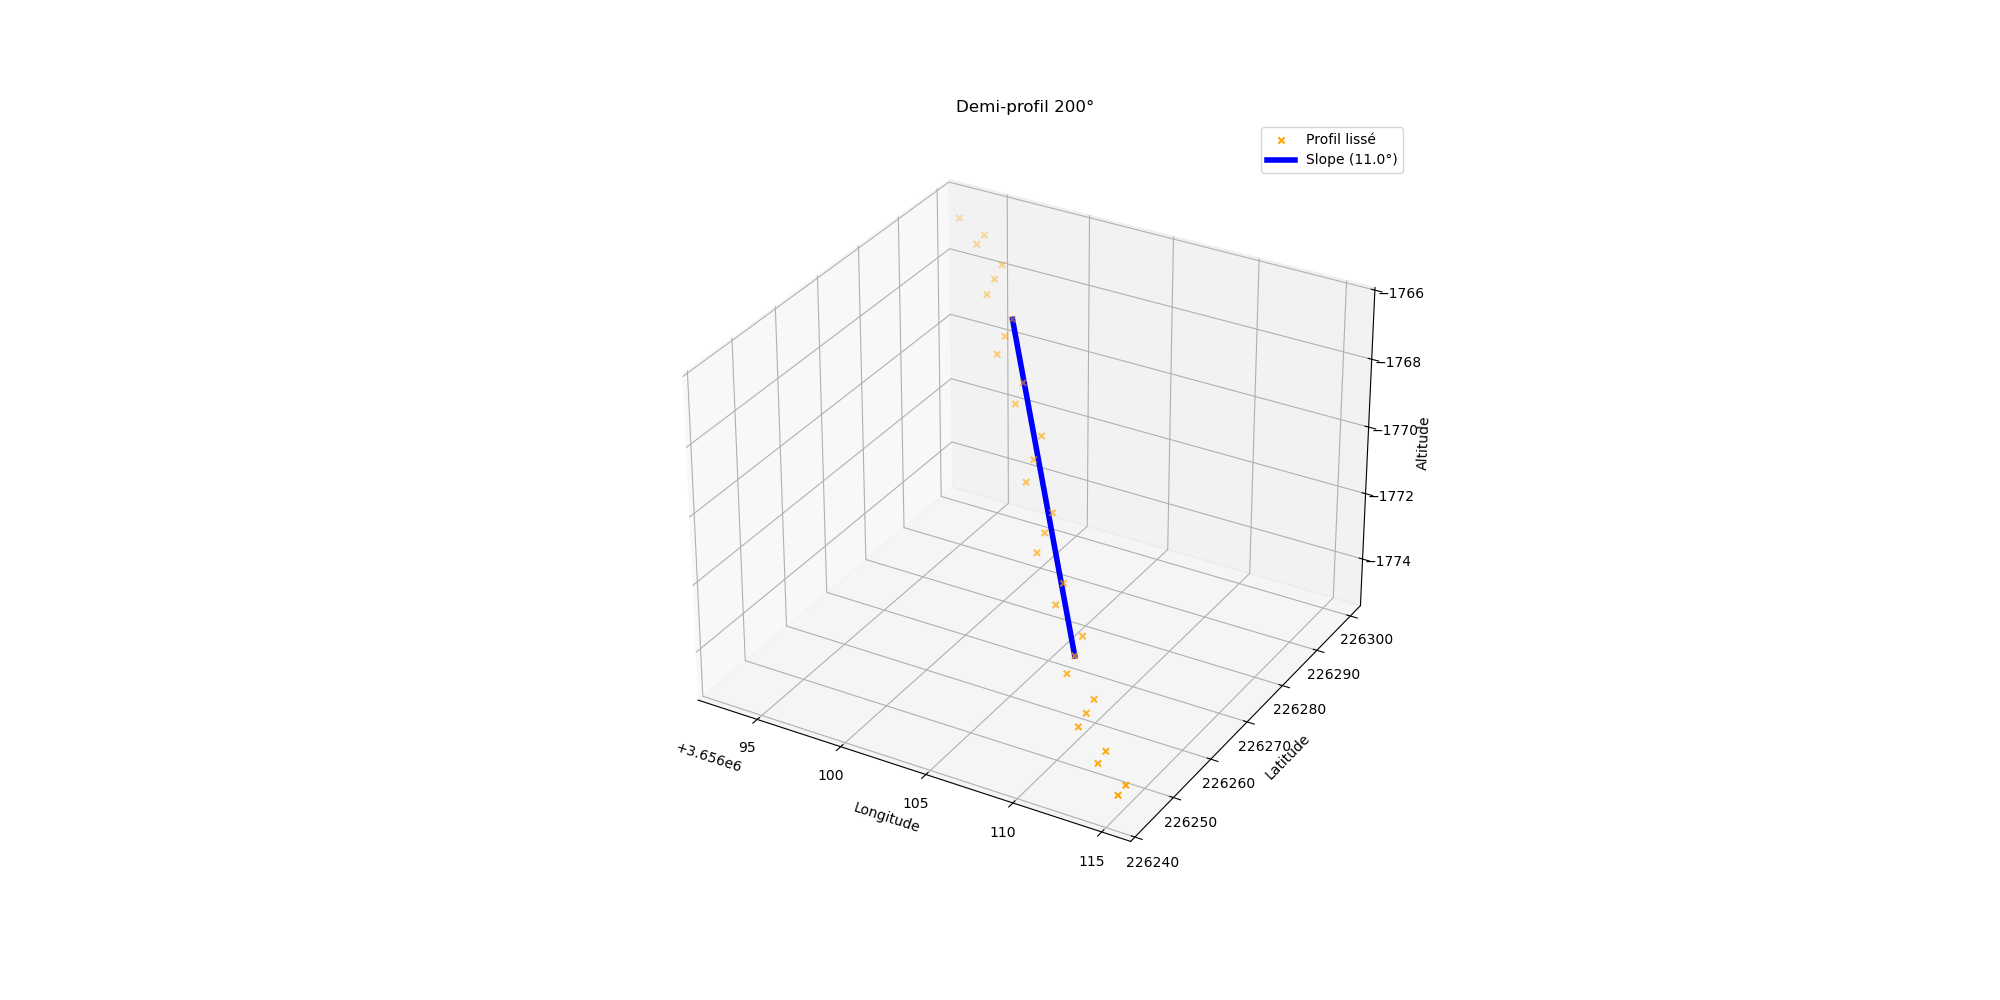 Demi-profil 200°
Profil lissé
Slope (11.0°)
−1766
−1768
−1770
−1772
−1774
Altitude
226300
226290
226280
226270
226260
226250
226240
Latitude
95
100
105
110
115
+3.656e6
Longitude